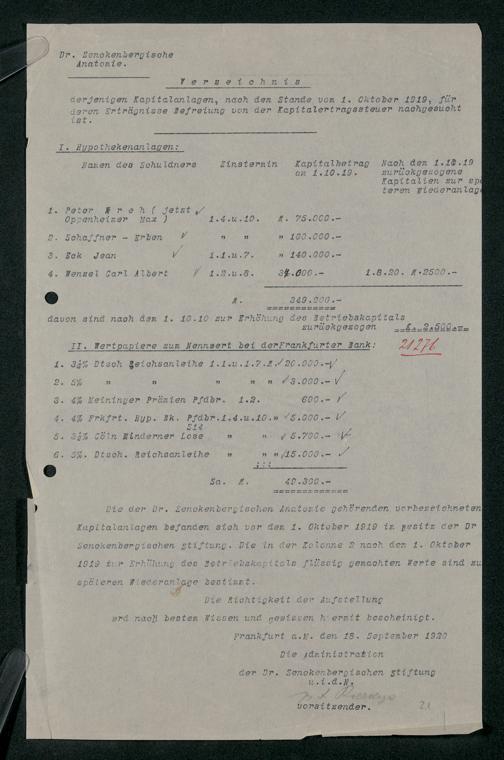 Dr. Senckenbergische
Anatomie.
Verzeichnis
derjenigen Kapitalanlagen, nach dem Stande vom 1. Oktober 1919, für
deren Erträgnisse Befreiung von der Kapitalertragssteuer nachgesucht
ist.
I. Hypothekenanlagen:
Namen des Schuldners Zinstermin Kapitalbetrag Nach dem 1.10.19
am 1.10.19. zurückgezogene
Kapitalien zur spä
teren Wiederanlage
1. Peter ( jetzt
Oppenheimer Max ) 1.4.u.10. M. 75.000.-
2. Schaffner - Erben " " " 100.000.-
3. Eck Jean 1.1.u.7. " 140.000.-
4. Wenzel Carl Albert 1.2.u.8. 34.000.- 1.8.20. M.2500.-
M. 349.000.-
davon sind nach dem 1. 10.10 zur Erhöhung des Betriebskapitals
zurückgezogen M. 2.500.-
II. Wertpapiere zum Nennwert bei derFrankfurter Bank: 21276
1. 3½% Dtsch Reichsanleihe 1.1.u.1.7.M. 20.000.-
2. 5% " " " " " 3.000.-
3. 4% Meininger Prämien Pfdbr. 1.2. 600.-
4. 4% Frkfrt. Hyp. Bk. Pfdbr.1.4.u.10." 5.000.-
S14
5. 3½% Cöln Mindemer Lose " " 5.700.-
6. 5%. Dtsch. Reichsanleihe " " " 15.000.-
Sa. M. 49.300.-
Die der Dr. Senckenbergischen Anatomie gehörenden vorbezeichneten
Kapitalanlagen befanden sich vor dem 1. Oktober 1919 im Besitz der Dr
Senckenbergischen Stiftung. Die in der Kolonne 2 nach dem 1. Oktober
1919 zur Erhöhung des Betriebskapitals flüssig gemachten Werte sind zu
späteren Wiederanlage bestimmt.
Die Richtigkeit der Aufstellung
wird nach bestem Wissen und Gewissen hiermit bescheinigt.
Frankfurt a.M. den 18. September 1920
Die Administration
der Dr. Senckenbergischen Stiftung
u.i.d.N.
Vorsitzender.
21